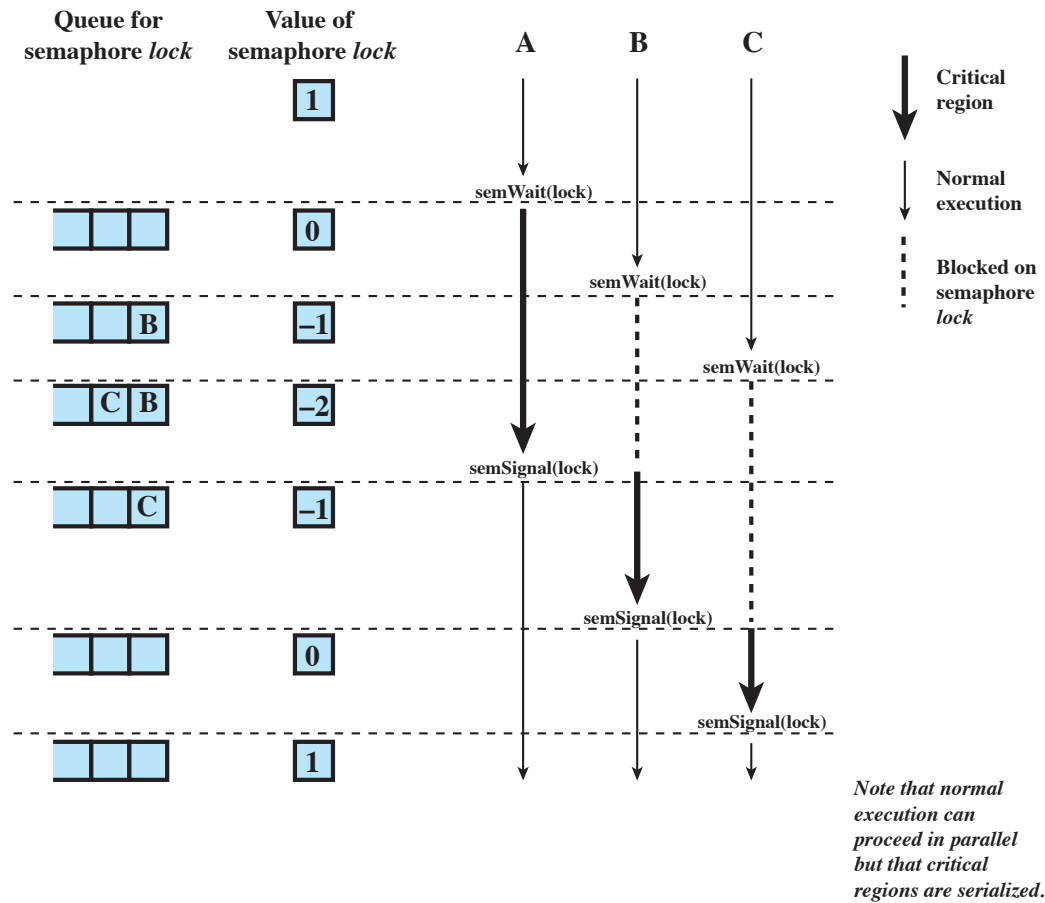 Queue for
semaphore lock
Value of
semaphore lock
A
B
C
1
Critical
region
semWait(lock)
Normal
execution
0
semWait(lock)
Blocked on
semaphore
lock
B
–1
semWait(lock)
C B
–2
semSignal(lock)
C
–1
semSignal(lock)
0
semSignal(lock)
1
Note that normal
execution can
proceed in parallel
but that critical
regions are serialized.